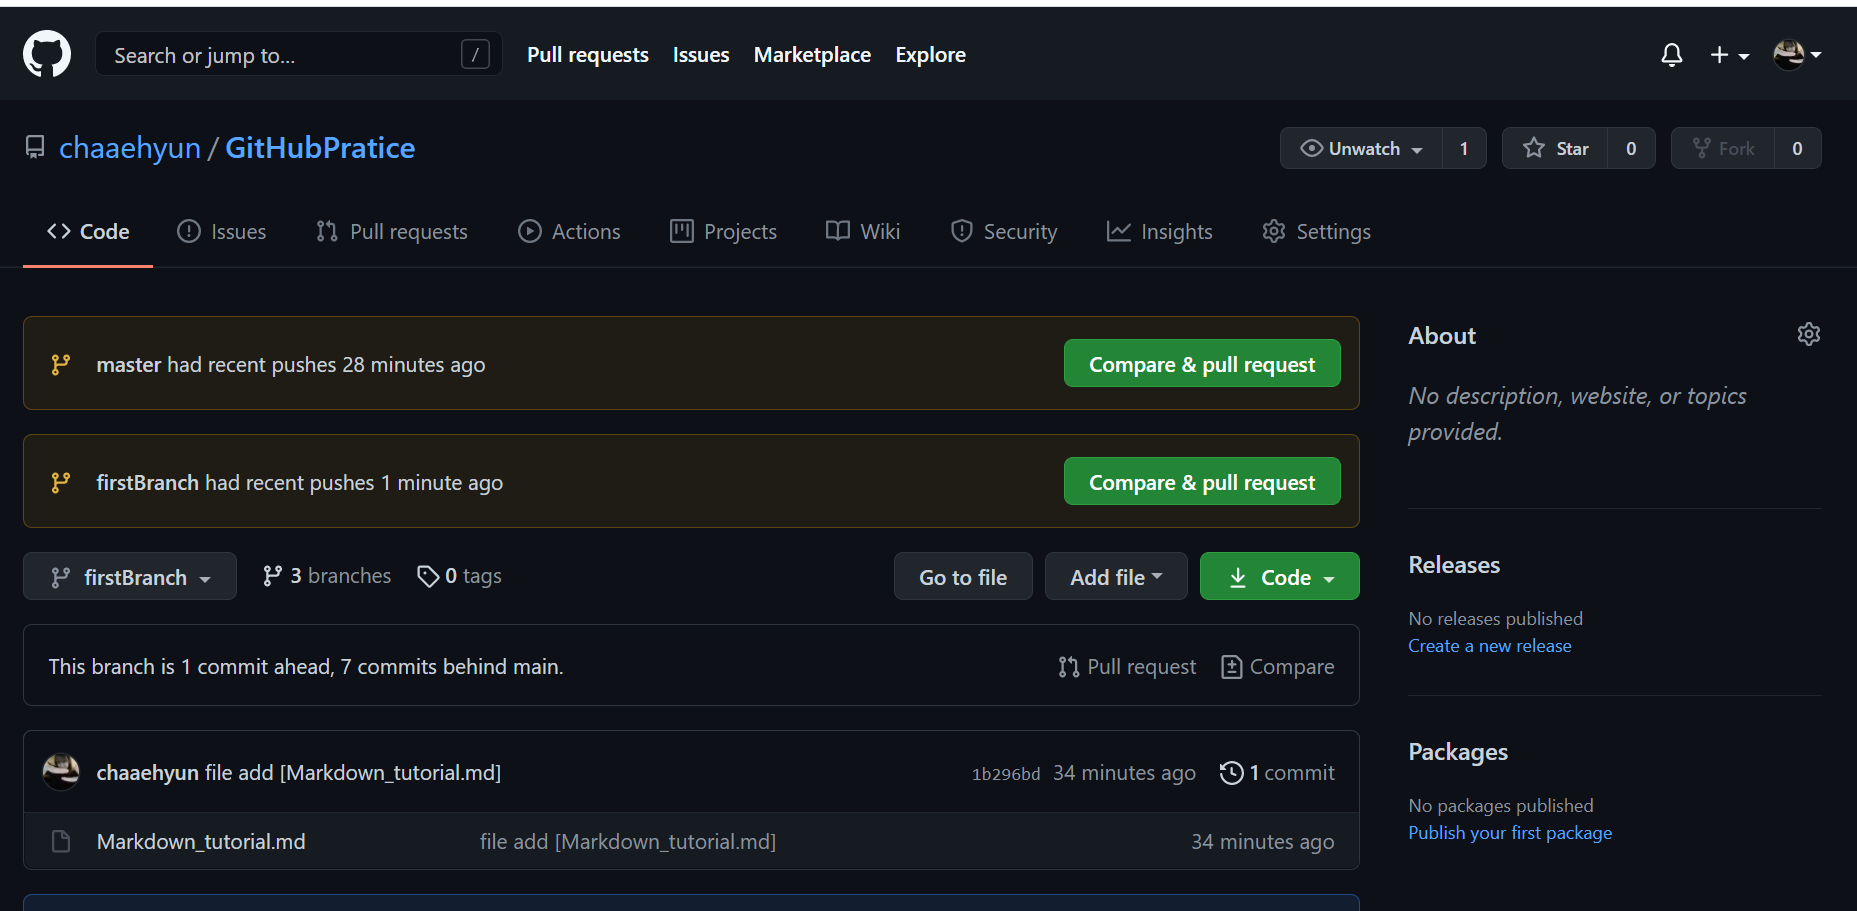 Search or jump to... /
Pull requests Issues Marketplace Explore
chaaehyun / GitHubPratice
Unwatch 1 Star 0 Fork 0
Code Issues Pull requests Actions Projects Wiki Security Insights Settings
master had recent pushes 28 minutes ago
Compare & pull request
firstBranch had recent pushes 1 minute ago
Compare & pull request
firstBranch 3 branches 0 tags
Go to file Add file Code
This branch is 1 commit ahead, 7 commits behind main.
Pull request Compare
chaaehyun file add [Markdown_tutorial.md]
1b296bd 34 minutes ago 1 commit
Markdown_tutorial.md file add [Markdown_tutorial.md] 34 minutes ago
About
No description, website, or topics
provided.
Releases
No releases published
Create a new release
Packages
No packages published
Publish your first package